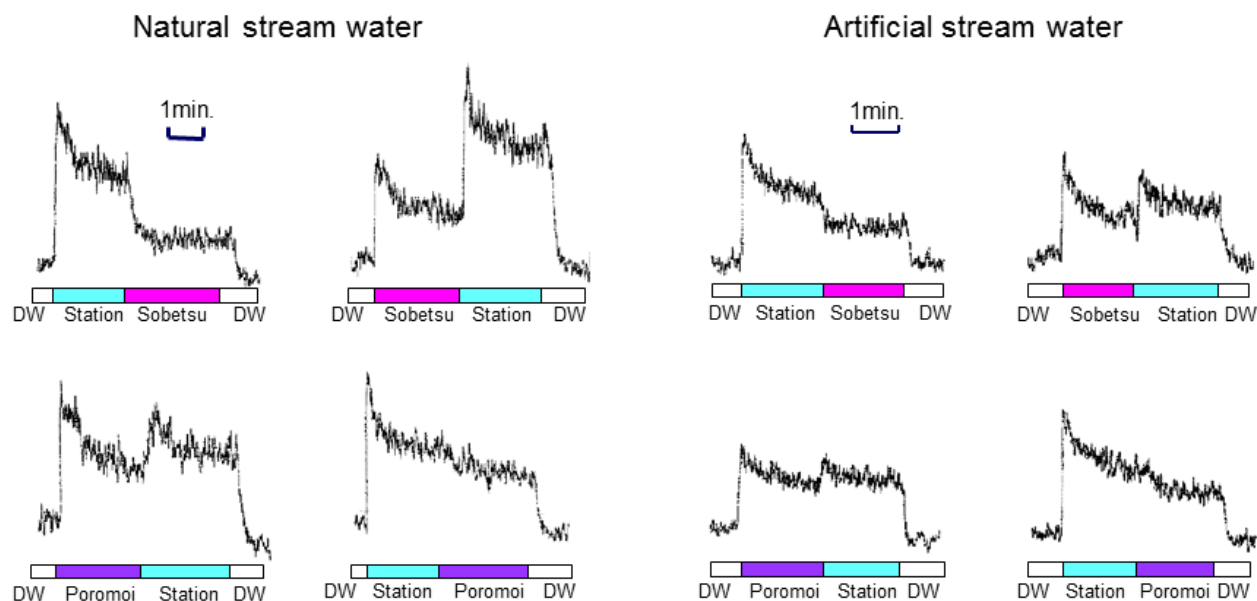 Natural stream water
Artificial stream water
1min.
1min.
DW Station Sobetsu DW
DW Sobetsu Station DW
DW Station Sobetsu DW
DW Sobetsu Station DW
DW Poromoi Station DW
DW Station Poromoi DW
DW Poromoi Station DW
DW Station Poromoi DW